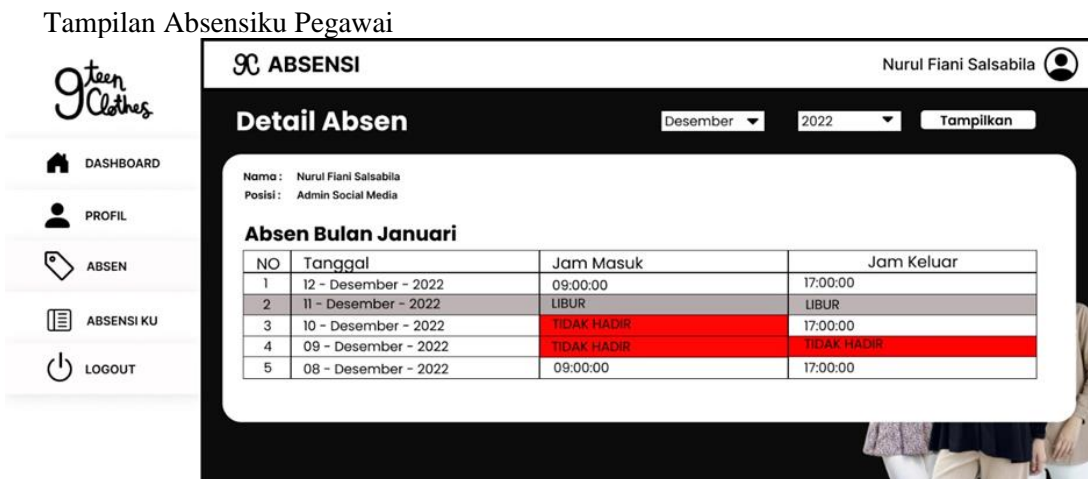 Tampilan Absensiku Pegawai
9teen
Clothes
9C ABSENSI
Nurul Fiani Salsabila
DASHBOARD
PROFIL
ABSEN
ABSENSI KU
LOGOUT
Detail Absen
Desember
2022
Tampilkan
Nama : Nurul Fiani Salsabila
Posisi : Admin Social Media
Absen Bulan Januari
NO Tanggal Jam Masuk Jam Keluar
1 12 - Desember - 2022 09:00:00 17:00:00
2 11 - Desember - 2022 LIBUR LIBUR
3 10 - Desember - 2022 TIDAK HADIR 17:00:00
4 09 - Desember - 2022 TIDAK HADIR TIDAK HADIR
5 08 - Desember - 2022 09:00:00 17:00:00